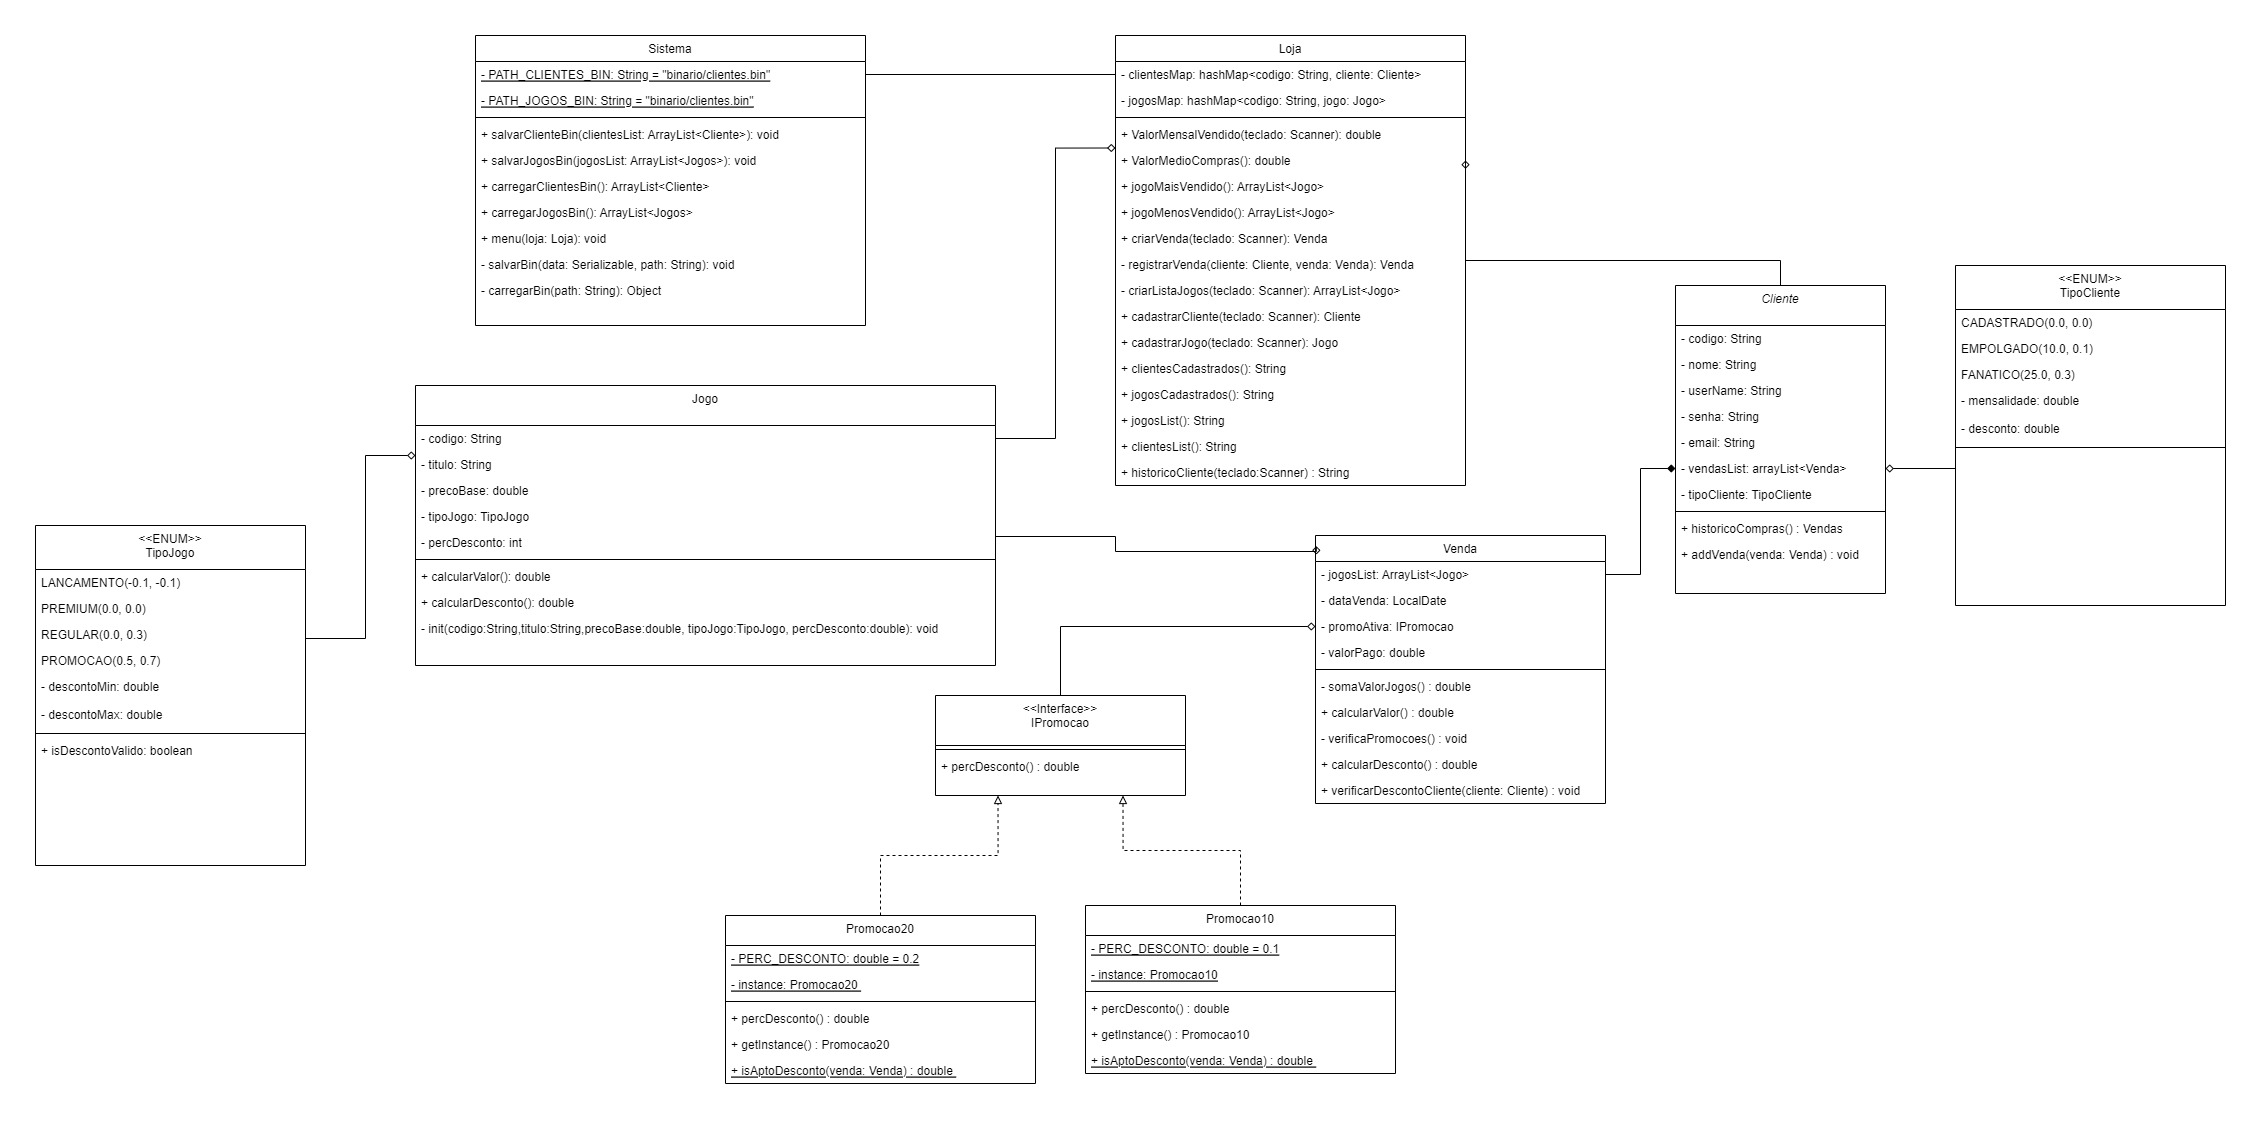 Sistema
- PATH_CLIENTES_BIN: String = "binario/clientes.bin"
- PATH_JOGOS_BIN: String = "binario/clientes.bin"
+ salvarClienteBin(clientesList: ArrayList<Cliente>): void
+ salvarJogosBin(jogosList: ArrayList<Jogos>): void
+ carregarClientesBin(): ArrayList<Cliente>
+ carregarJogosBin(): ArrayList<Jogos>
+ menu(loja: Loja): void
- salvarBin(data: Serializable, path: String): void
- carregarBin(path: String): Object
Loja
- clientesMap: hashMap<codigo: String, cliente: Cliente>
- jogosMap: hashMap<codigo: String, jogo: Jogo>
+ ValorMensalVendido(teclado: Scanner): double
+ ValorMedioCompras(): double
+ jogoMaisVendido(): ArrayList<Jogo>
+ jogoMenosVendido(): ArrayList<Jogo>
+ criarVenda(teclado: Scanner): Venda
- registrarVenda(cliente: Cliente, venda: Venda): Venda
- criarListaJogos(teclado: Scanner): ArrayList<Jogo>
+ cadastrarCliente(teclado: Scanner): Cliente
+ cadastrarJogo(teclado: Scanner): Jogo
+ clientesCadastrados(): String
+ jogosCadastrados(): String
+ jogosList(): String
+ clientesList(): String
+ historicoCliente(teclado:Scanner) : String
Cliente
- codigo: String
- nome: String
- userName: String
- senha: String
- email: String
- vendasList: arrayList<Venda>
- tipoCliente: TipoCliente
+ historicoCompras() : Vendas
+ addVenda(venda: Venda) : void
<<ENUM>>
TipoCliente
CADASTRADO(0.0, 0.0)
EMPOLGADO(10.0, 0.1)
FANATICO(25.0, 0.3)
- mensalidade: double
- desconto: double
Jogo
- codigo: String
- titulo: String
- precoBase: double
- tipoJogo: TipoJogo
- percDesconto: int
+ calcularValor(): double
+ calcularDesconto(): double
- init(codigo:String,titulo:String,precoBase:double, tipoJogo:TipoJogo, percDesconto:double): void
<<ENUM>>
TipoJogo
LANCAMENTO(-0.1, -0.1)
PREMIUM(0.0, 0.0)
REGULAR(0.0, 0.3)
PROMOCAO(0.5, 0.7)
- descontoMin: double
- descontoMax: double
+ isDescontoValido: boolean
Venda
- jogosList: ArrayList<Jogo>
- dataVenda: LocalDate
- promoAtiva: IPromocao
- valorPago: double
- somaValorJogos() : double
+ calcularValor() : double
- verificaPromocoes() : void
+ calcularDesconto() : double
+ verificarDescontoCliente(cliente: Cliente) : void
<<Interface>>
IPromocao
+ percDesconto() : double
Promocao20
- PERC_DESCONTO: double = 0.2
- instance: Promocao20
+ percDesconto() : double
+ getInstance() : Promocao20
+ isAptoDesconto(venda: Venda) : double
Promocao10
- PERC_DESCONTO: double = 0.1
- instance: Promocao10
+ percDesconto() : double
+ getInstance() : Promocao10
+ isAptoDesconto(venda: Venda) : double